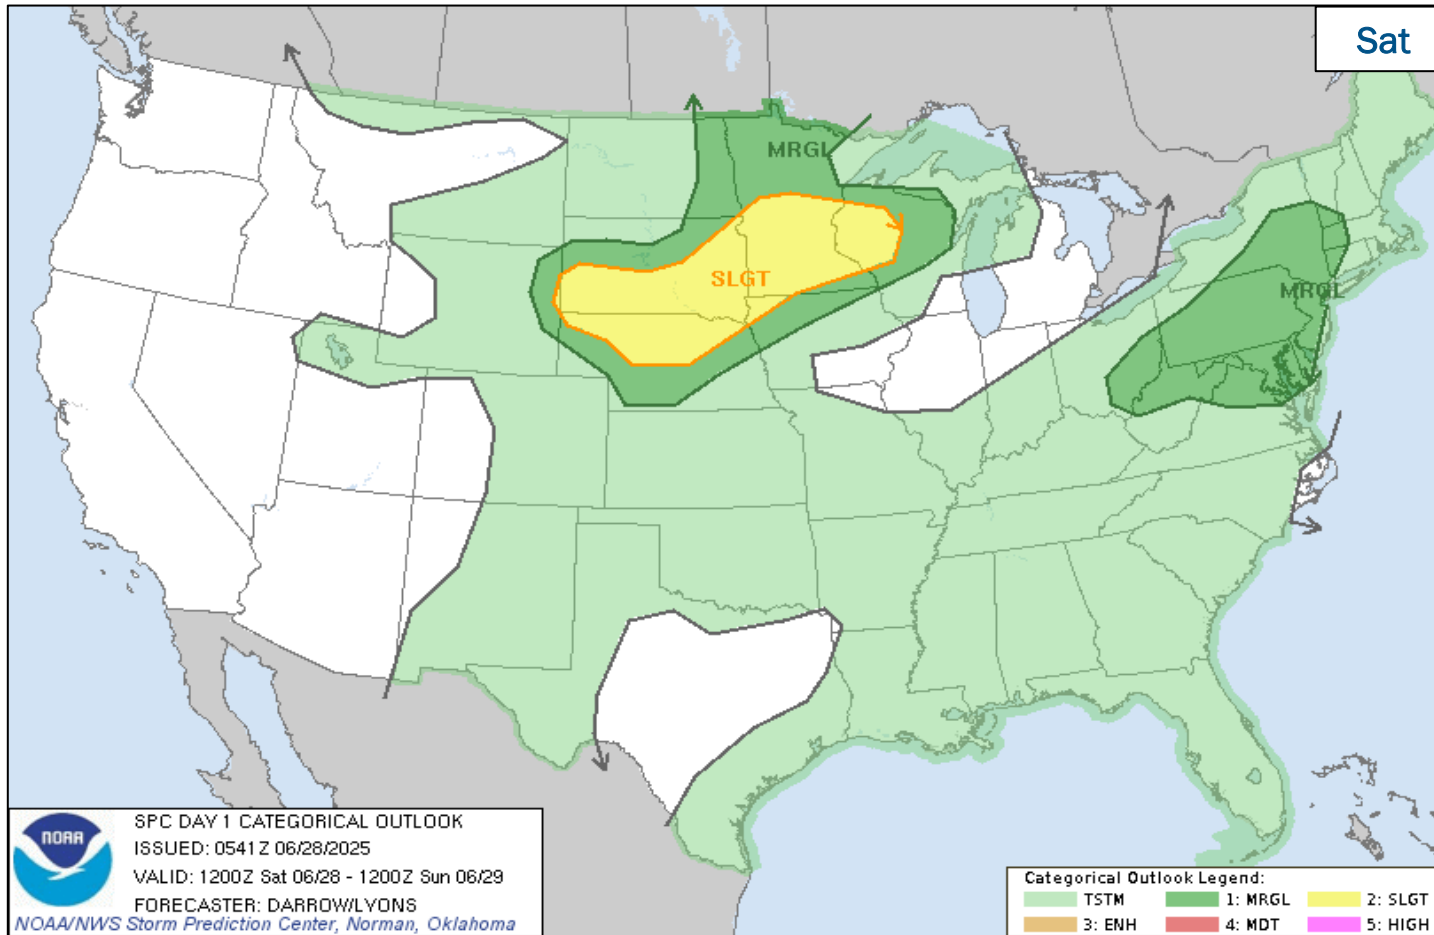 Sat
MRGL
SLGT
MRGL
NOAA
SPC DAY 1 CATEGORICAL OUTLOOK
ISSUED: 0541Z 06/28/2025
VALID: 1200Z Sat 06/28 - 1200Z Sun 06/29
FORECASTER: DARROW/LYONS
NOAA/NWS Storm Prediction Center, Norman, Oklahoma
Categorical Outlook Legend:
TSTM 1: MRGL 2: SLGT
3: ENH 4: MDT 5: HIGH